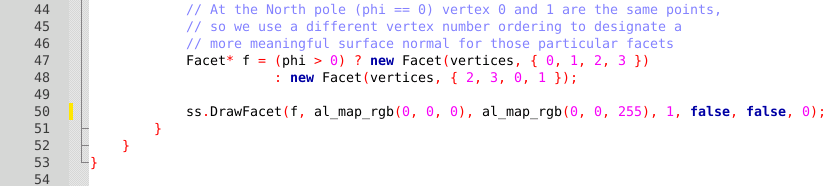 44 // At the North pole (phi == 0) vertex 0 and 1 are the same points,
45 // so we use a different vertex number ordering to designate a
46 // more meaningful surface normal for those particular facets
47 Facet* f = (phi > 0) ? new Facet(vertices, { 0, 1, 2, 3 })
48 : new Facet(vertices, { 2, 3, 0, 1 });
49
50 ss.DrawFacet(f, al_map_rgb(0, 0, 0), al_map_rgb(0, 0, 255), 1, false, false, 0);
51 }
52 }
53 }
54